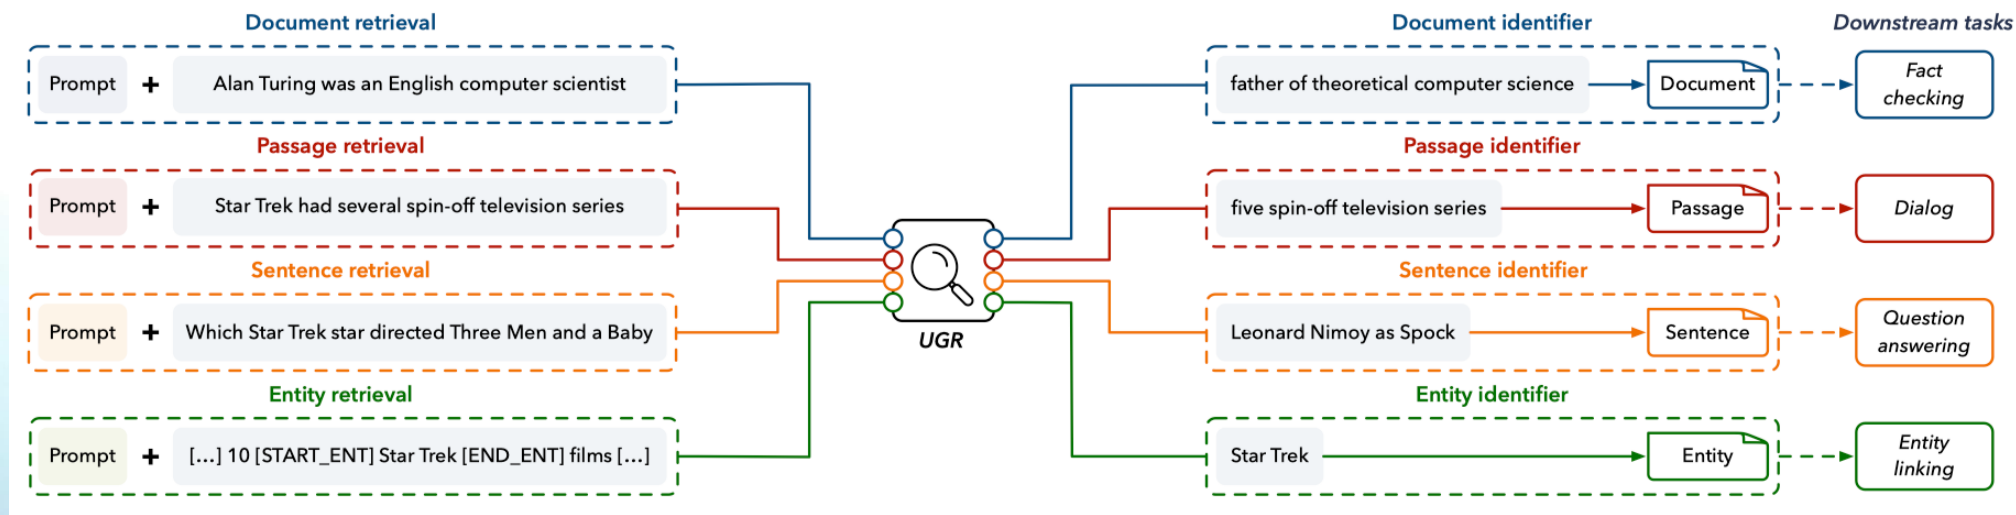 Document retrieval
Prompt + Alan Turing was an English computer scientist
Passage retrieval
Prompt + Star Trek had several spin-off television series
Sentence retrieval
Prompt + Which Star Trek star directed Three Men and a Baby
Entity retrieval
Prompt + [...] 10 [START_ENT] Star Trek [END_ENT] films [...]
UGR
Document identifier
father of theoretical computer science
Document
Passage identifier
five spin-off television series
Passage
Sentence identifier
Leonard Nimoy as Spock
Sentence
Entity identifier
Star Trek
Entity
Downstream tasks
Fact
checking
Dialog
Question
answering
Entity
linking